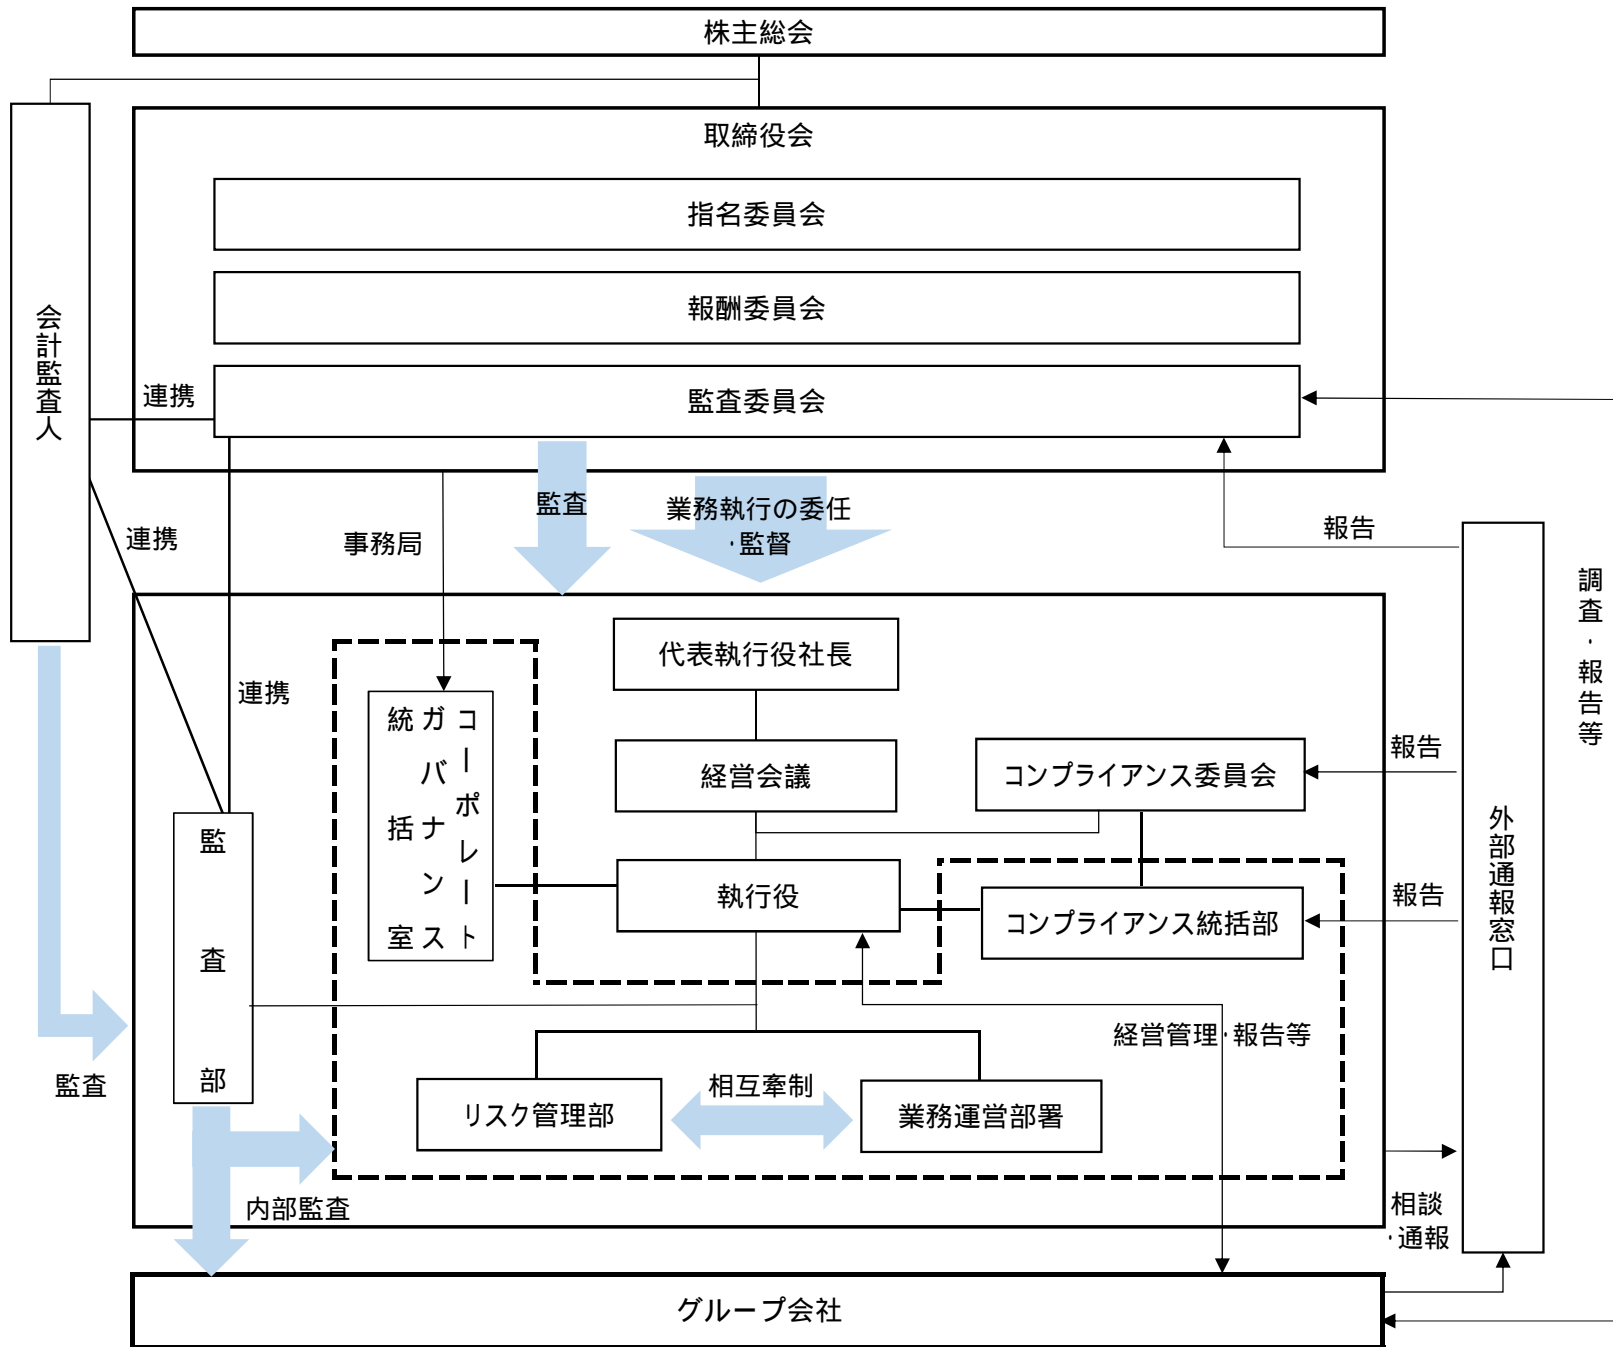 株主総会
取締役会
指名委員会
報酬委員会
監査委員会
会計監査人
連携
連携
連携
事務局
監査
業務執行の委任
・監督
報告
調査・報告等
代表執行役社長
経営会議
コンプライアンス委員会
報告
コーポレート
ガバナンス
統括室
執行役
コンプライアンス統括部
報告
外部通報窓口
監査部
経営管理・報告等
監査
リスク管理部
相互牽制
業務運営部署
内部監査
相談
・通報
グループ会社